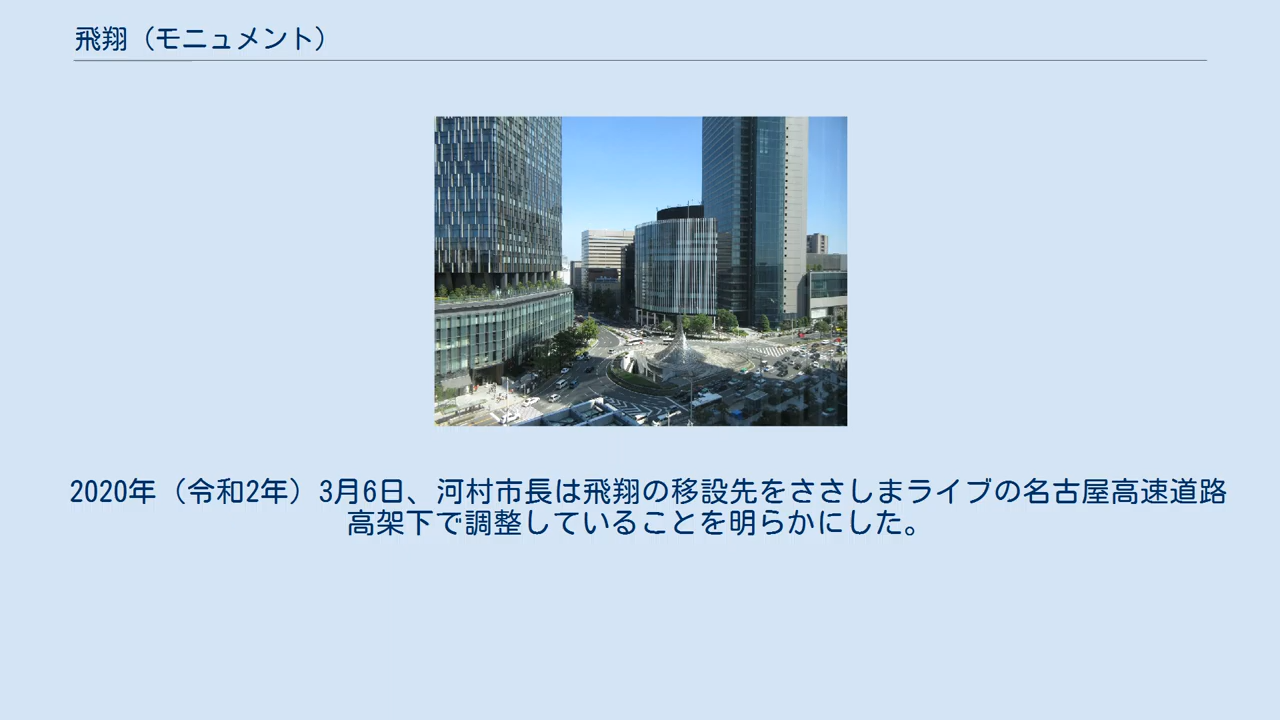 飛翔（モニュメント）
2020年（令和2年）3月6日、河村市長は飛翔の移設先をささしまライブの名古屋高速道路
高架下で調整していることを明らかにした。